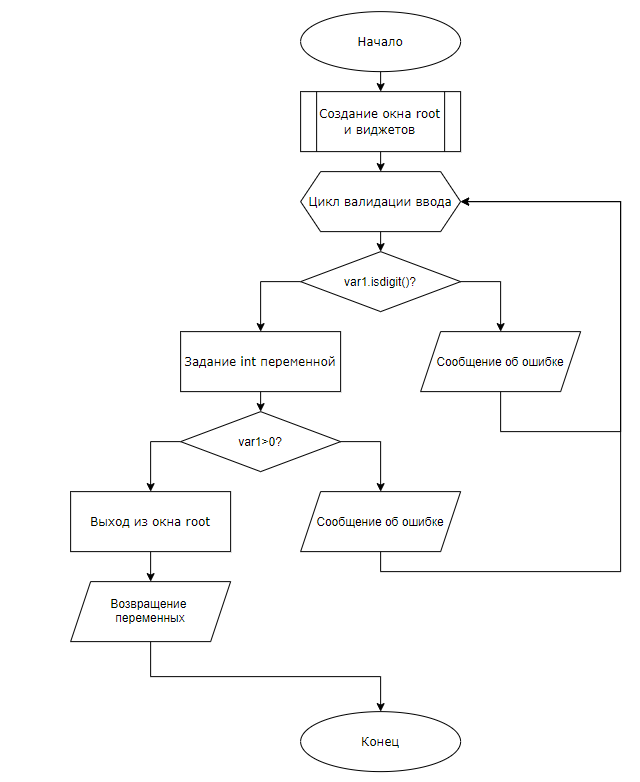 Начало
Создание окна root
и виджетов
Цикл валидации ввода
var1.isdigit()?
Задание int переменной
Сообщение об ошибке
var1>0?
Выход из окна root
Сообщение об ошибке
Возвращение
переменных
Конец